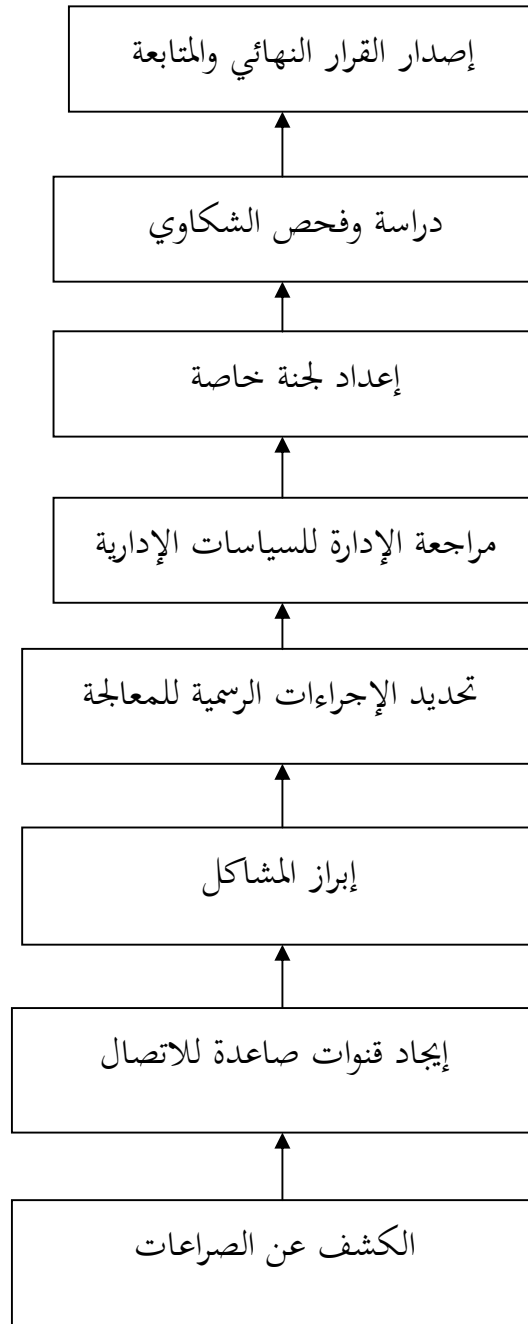 إصدار القرار النهائي والمتابعة
دراسة وفحص الشكاوي
إعداد لجنة خاصة
مراجعة الإدارة للسياسات الإدارية
تحديد الإجراءات الرسمية للمعالجة
إبراز المشاكل
إيجاد قنوات صاعدة للاتصال
الكشف عن الصراعات